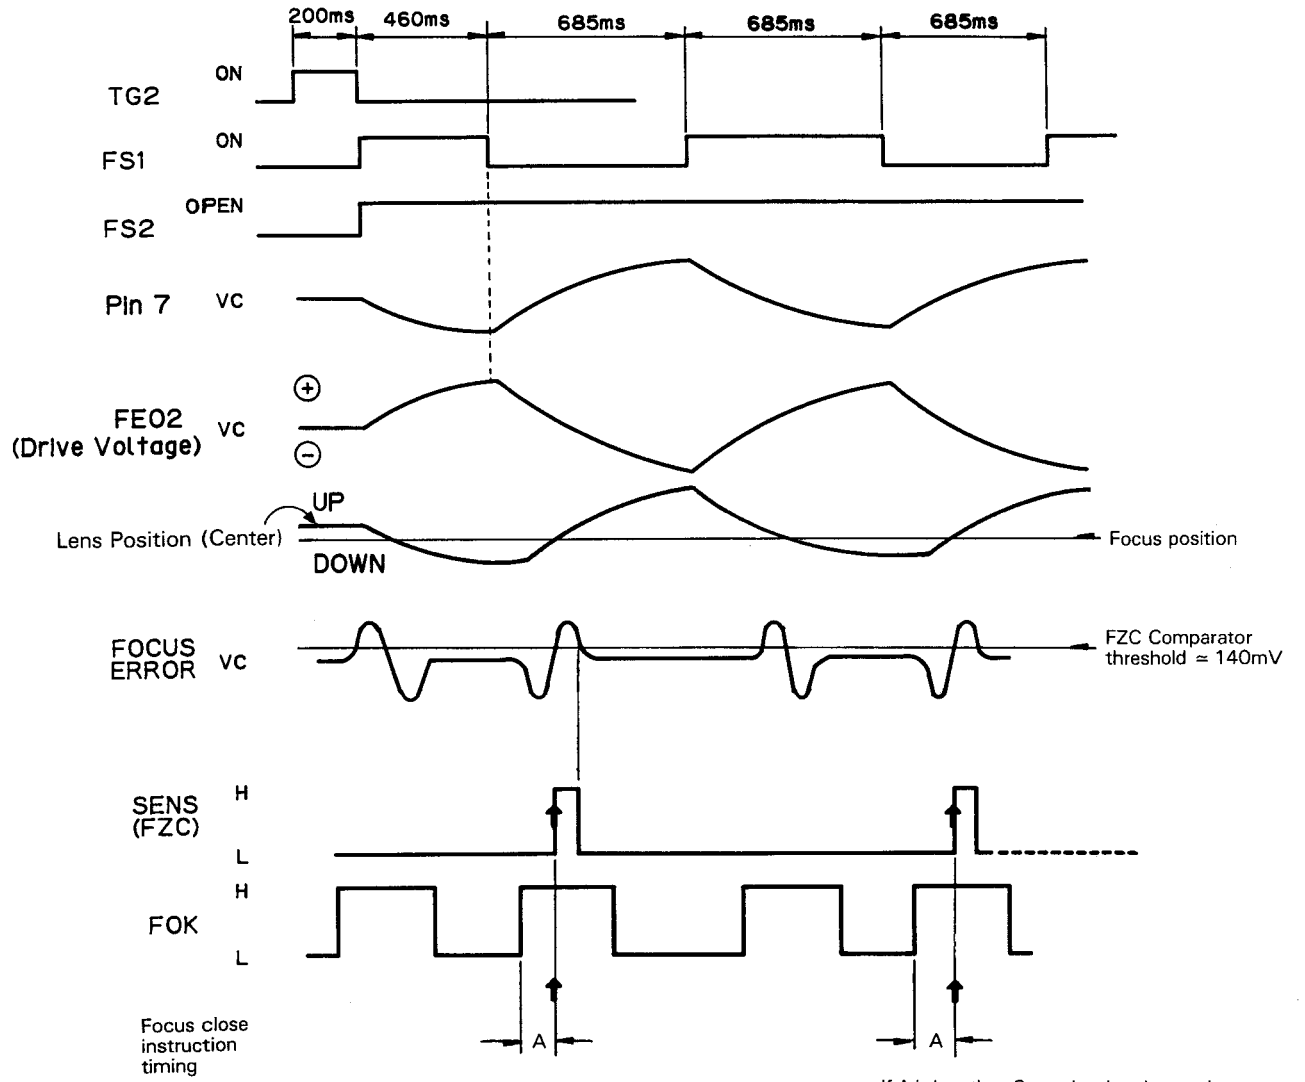 200ms 460ms 685ms 685ms 685ms
ON
TG2
ON
FS1
OPEN
FS2
Pin 7 VC
+
FEO2
(Drive Voltage) VC
−
UP
Lens Position (Center)
Focus position
DOWN
FOCUS
ERROR VC
FZC Comparator
threshold ≃ 140mV
H
SENS
(FZC)
L
H
FOK
L
Focus close
instruction
timing
A A